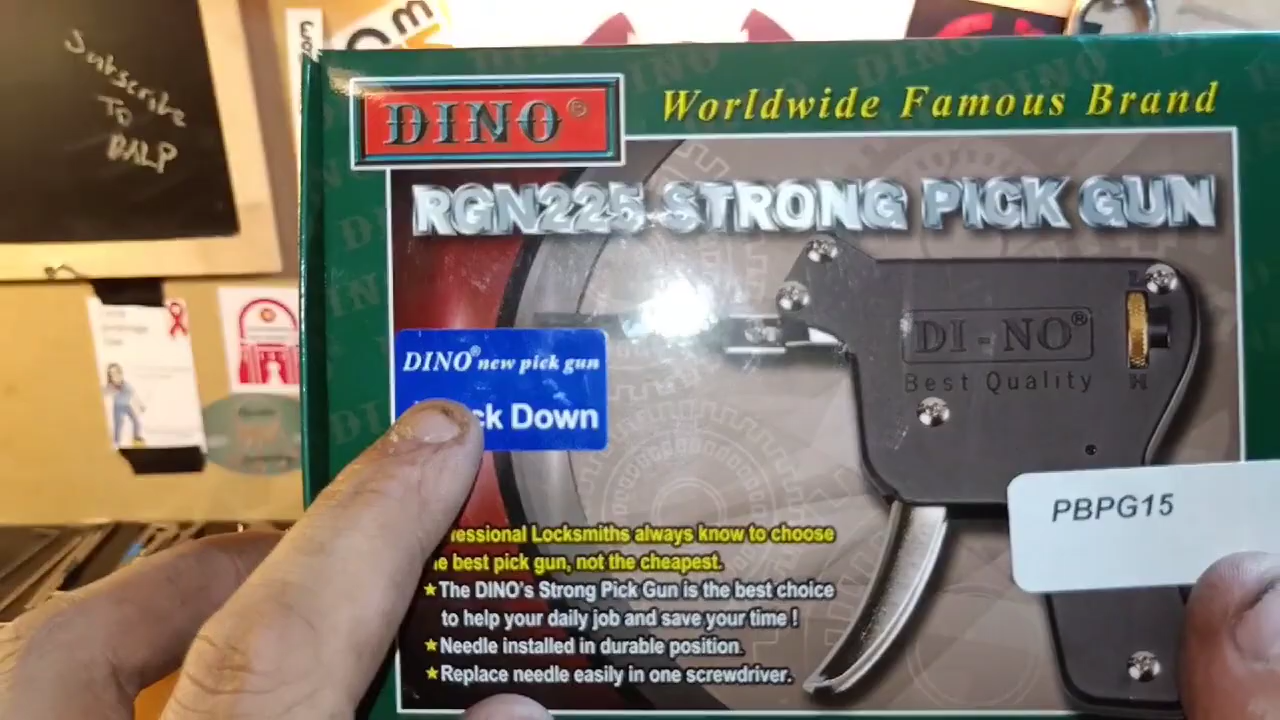 Subscribe
To
BALP
DINO®
Worldwide Famous Brand
RGN225 STRONG PICK GUN
DI-NO®
Best Quality
L
H
DINO® new pick gun
Down
PBPG15
Locksmiths always know to choose
best pick gun, not the cheapest.
★The DINO's Strong Pick Gun is the best choice
to help your daily job and save your time !
★Needle installed in durable position.
★Replace needle easily in one screwdriver.